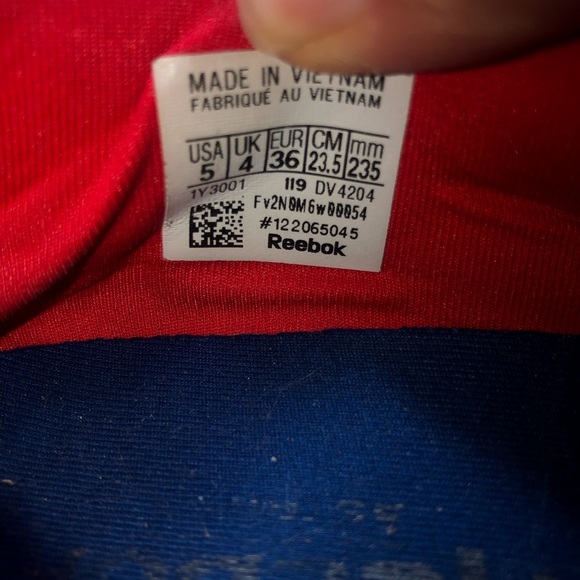 MADE IN VIETNAM
FABRIQUÉ AU VIETNAM
USA UK EUR CM mm
5 4 36 23.5 235
1Y3001 119 DV4204
Fv2N0M6w00054
#122065045
Reebok